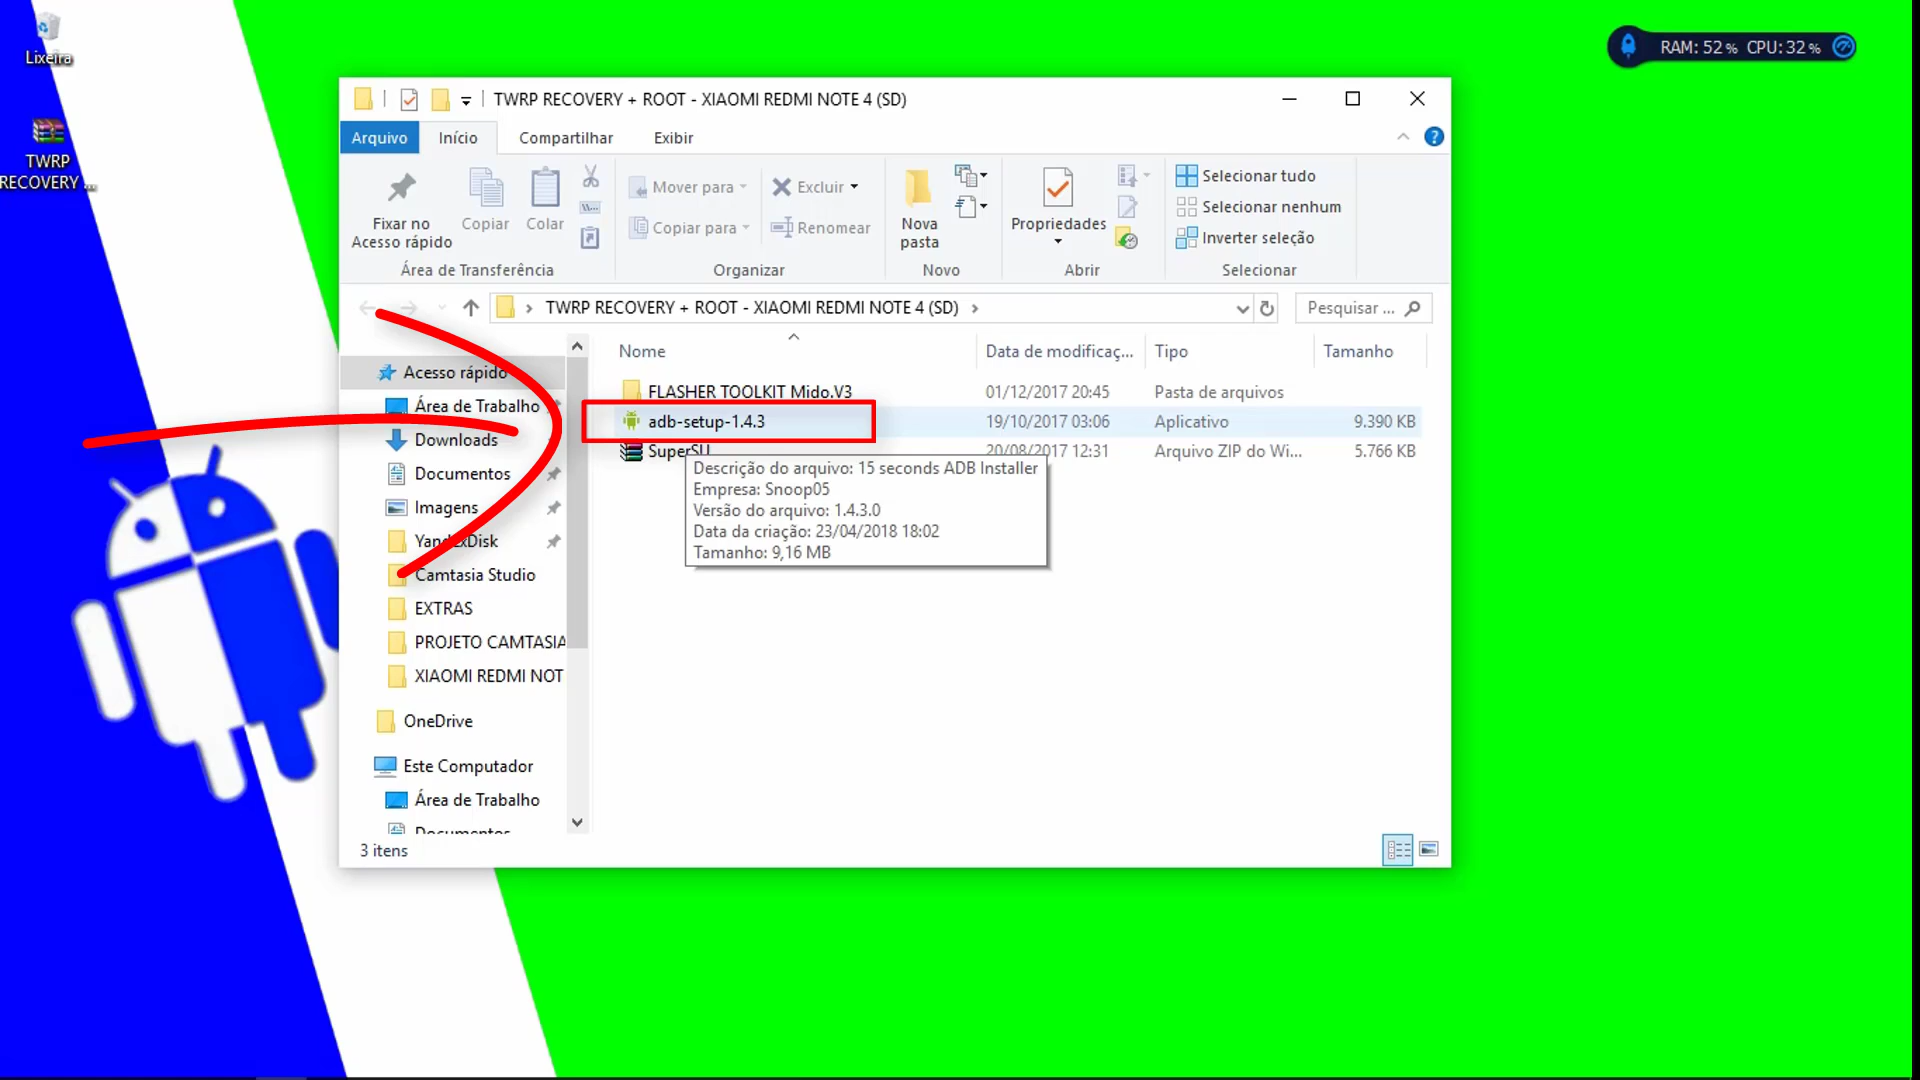 Lixeira
TWRP
RECOVERY ...
RAM: 52 % CPU: 32 %
TWRP RECOVERY + ROOT - XIAOMI REDMI NOTE 4 (SD)
Arquivo Início Compartilhar Exibir
Fixar no
Acesso rápido
Copiar
Colar
Área de Transferência
Mover para
Copiar para
Excluir
Renomear
Organizar
Nova
pasta
Novo
Propriedades
Abrir
Selecionar tudo
Selecionar nenhum
Inverter seleção
Selecionar
TWRP RECOVERY + ROOT - XIAOMI REDMI NOTE 4 (SD)
Pesquisar ...
Acesso rápido
Área de Trabalho
Downloads
Documentos
Imagens
YandexDisk
Camtasia Studio
EXTRAS
PROJETO CAMTASIA
XIAOMI REDMI NOT
OneDrive
Este Computador
Área de Trabalho
Documentos
Nome Data de modificaç... Tipo Tamanho
FLASHER TOOLKIT Mido.V3 01/12/2017 20:45 Pasta de arquivos
adb-setup-1.4.3 19/10/2017 03:06 Aplicativo 9.390 KB
SuperSU 20/08/2017 12:31 Arquivo ZIP do Wi... 5.766 KB
Descrição do arquivo: 15 seconds ADB Installer
Empresa: Snoop05
Versão do arquivo: 1.4.3.0
Data da criação: 23/04/2018 18:02
Tamanho: 9,16 MB
3 itens